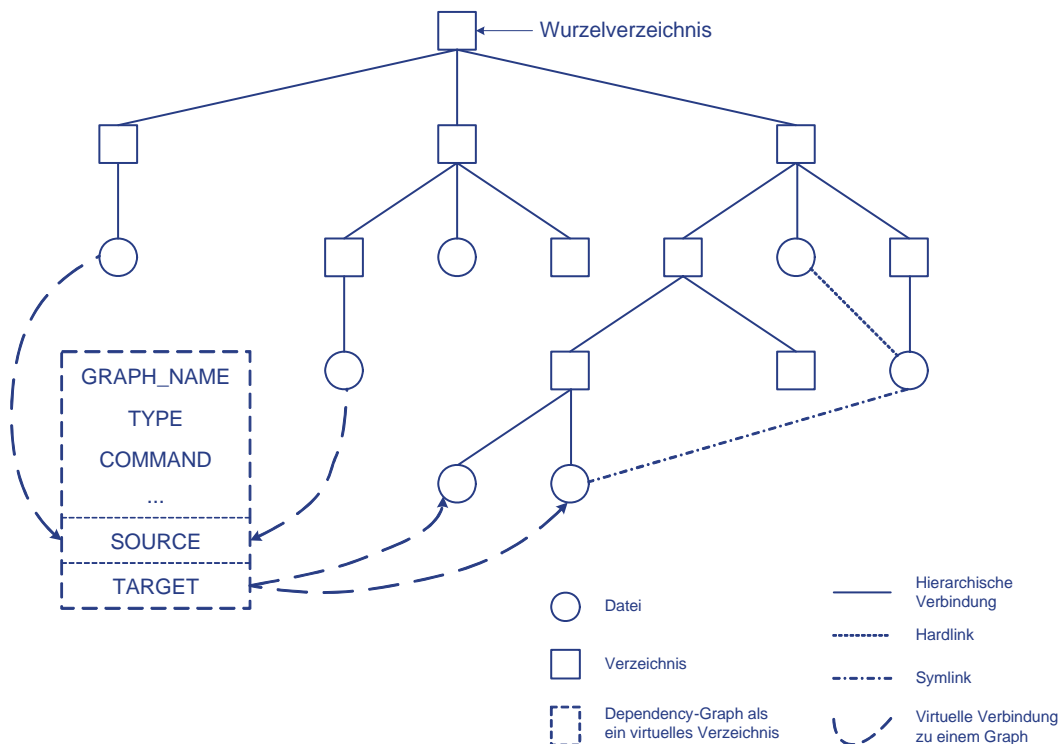 Wurzelverzeichnis
GRAPH_NAME
TYPE
COMMAND
...
SOURCE
TARGET
Datei
Verzeichnis
Dependency-Graph als
ein virtuelles Verzeichnis
Hierarchische
Verbindung
Hardlink
Symlink
Virtuelle Verbindung
zu einem Graph